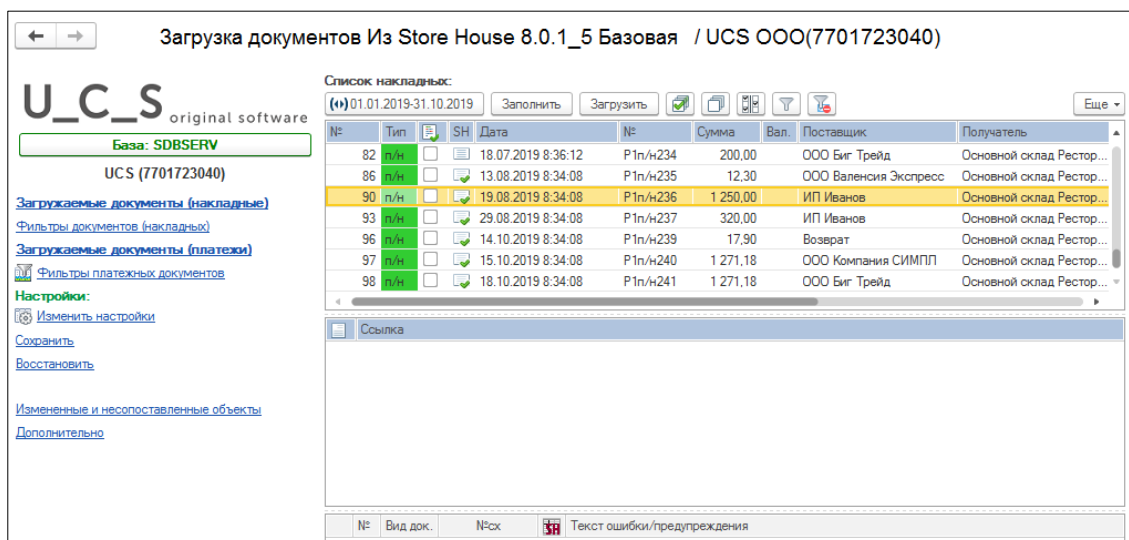 Загрузка документов Из Store House 8.0.1_5 Базовая / UCS ООО(7701723040)
U_C_S original software
База: SDBSERV
UCS (7701723040)
Загружаемые документы (накладные)
Фильтры документов (накладных)
Загружаемые документы (платежи)
Фильтры платежных документов
Настройки:
Изменить настройки
Сохранить
Восстановить
Измененные и несопоставленные объекты
Дополнительно
Список накладных:
01.01.2019-31.10.2019 Заполнить Загрузить Еще
№ Тип SH Дата № Сумма Вал. Поставщик Получатель
82 п/н 18.07.2019 8:36:12 Р1п/н234 200,00 ООО Биг Трейд Основной склад Рестор...
86 п/н 13.08.2019 8:34:08 Р1п/н235 12,30 ООО Валенсия Экспресс Основной склад Рестор...
90 п/н 19.08.2019 8:34:08 Р1п/н236 1 250,00 ИП Иванов Основной склад Рестор...
93 п/н 29.08.2019 8:34:08 Р1п/н237 320,00 ИП Иванов Основной склад Рестор...
96 п/н 14.10.2019 8:34:08 Р1п/н239 17,90 Возврат Основной склад Рестор...
97 п/н 15.10.2019 8:34:08 Р1п/н240 1 271,18 ООО Компания СИМПЛ Основной склад Рестор...
98 п/н 18.10.2019 8:34:08 Р1п/н241 1 271,18 ООО Биг Трейд Основной склад Рестор...
Ссылка
№ Вид док. №сх SH Текст ошибки/предупреждения